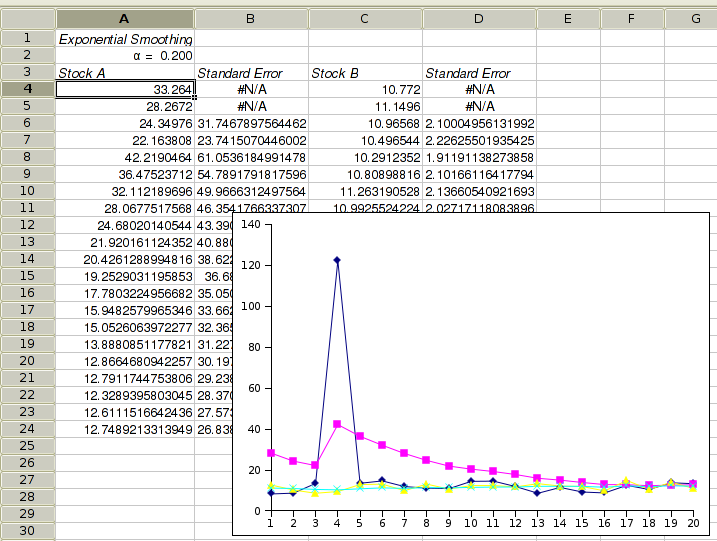 A B C D E F G
1 Exponential Smoothing
2 α = 0.200
3 Stock A Standard Error Stock B Standard Error
4 33.264 #N/A 10.772 #N/A
5 28.2672 #N/A 11.1496 #N/A
6 24.34976 31.7467897564462 10.96568 2.10004956131992
7 22.163808 23.7415070446002 10.496544 2.22625501935425
8 42.2190464 61.0536184991478 10.2912352 1.91191138273858
9 36.47523712 54.7891791817596 10.80898816 2.10166116417794
10 32.112189696 49.9666312497564 11.263190528 2.13660540921693
11 28.0677517568 46.3541766337307 10.9925524224 2.02717118083896
12 24.68020140544 43.390
13 21.920161124352 40.880
14 20.4261288994816 38.622
15 19.2529031195853 36.68
16 17.7803224956682 35.050
17 15.9482579965346 33.662
18 15.0526063972277 32.365
19 13.8880851177821 31.227
20 12.8664680942257 30.197
21 12.7911744753806 29.238
22 12.3289395803045 28.370
23 12.6111516642436 27.573
24 12.7489213313949 26.838
25
26
27
28
29
30
140
120
100
80
60
40
20
0
1 2 3 4 5 6 7 8 9 10 11 12 13 14 15 16 17 18 19 20